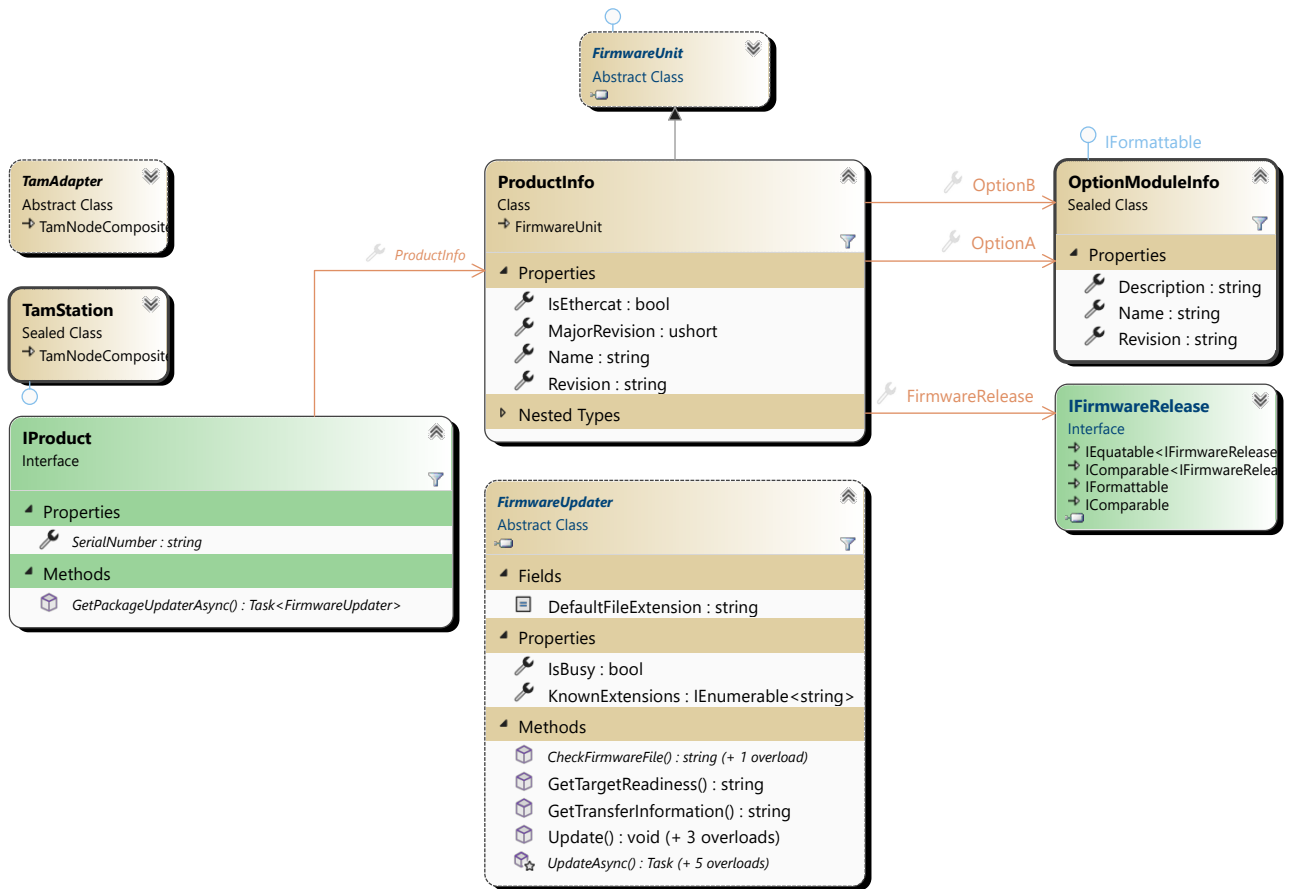 FirmwareUnit
Abstract Class
TamAdapter
Abstract Class
TamNodeComposite
TamStation
Sealed Class
TamNodeComposite
IProduct
Interface
Properties
SerialNumber : string
Methods
GetPackageUpdaterAsync() : Task<FirmwareUpdater>
ProductInfo
ProductInfo
Class
FirmwareUnit
Properties
IsEthercat : bool
MajorRevision : ushort
Name : string
Revision : string
Nested Types
FirmwareUpdater
Abstract Class
Fields
DefaultFileExtension : string
Properties
IsBusy : bool
KnownExtensions : IEnumerable<string>
Methods
CheckFirmwareFile() : string (+ 1 overload)
GetTargetReadiness() : string
GetTransferInformation() : string
Update() : void (+ 3 overloads)
UpdateAsync() : Task (+ 5 overloads)
OptionB
OptionA
FirmwareRelease
IFormattable
OptionModuleInfo
Sealed Class
Properties
Description : string
Name : string
Revision : string
IFirmwareRelease
Interface
IEquatable<IFirmwareRelease
IComparable<IFirmwareRelea
IFormattable
IComparable